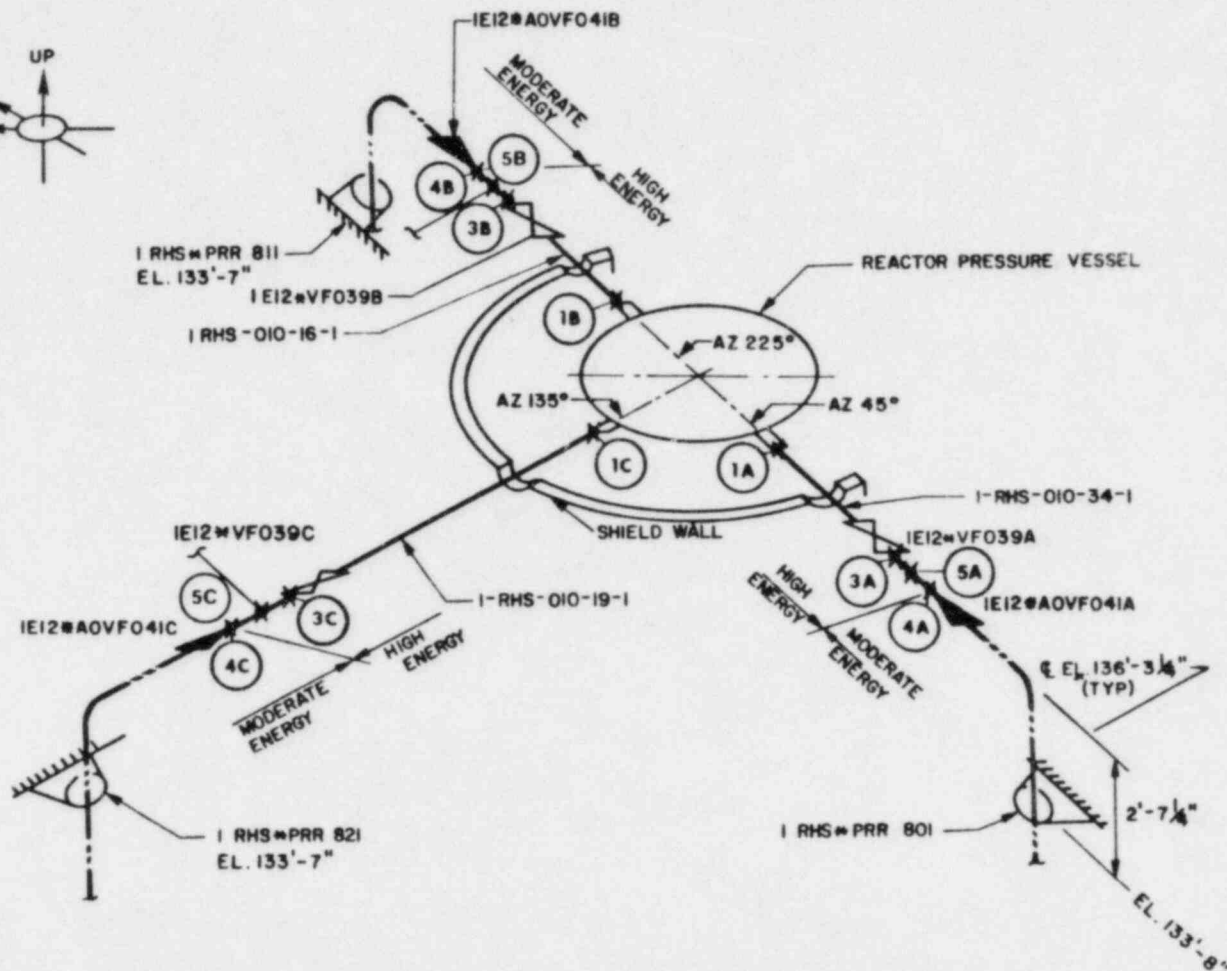 1E12*AOVF041B
UP
MODERATE
ENERGY
HIGH
ENERGY
5B
4B
3B
1 RHS*PRR 811
EL. 133'-7"
1E12*VF039B
1RHS-010-16-1
1B
REACTOR PRESSURE VESSEL
AZ 225°
AZ 135°
AZ 45°
1C
1A
1-RHS-010-34-1
SHIELD WALL
1E12*VF039C
1E12*VF039A
5C
3C
3A
5A
1-RHS-010-19-1
1E12*AOVF041C
4C
1E12*AOVF041A
4A
HIGH
ENERGY
MODERATE
ENERGY
HIGH
ENERGY
MODERATE
ENERGY
℄ EL. 136'-3 1/4"
(TYP)
1 RHS*PRR 821
EL. 133'-7"
1 RHS*PRR 801
2'-7 1/4"
EL. 133'-8"